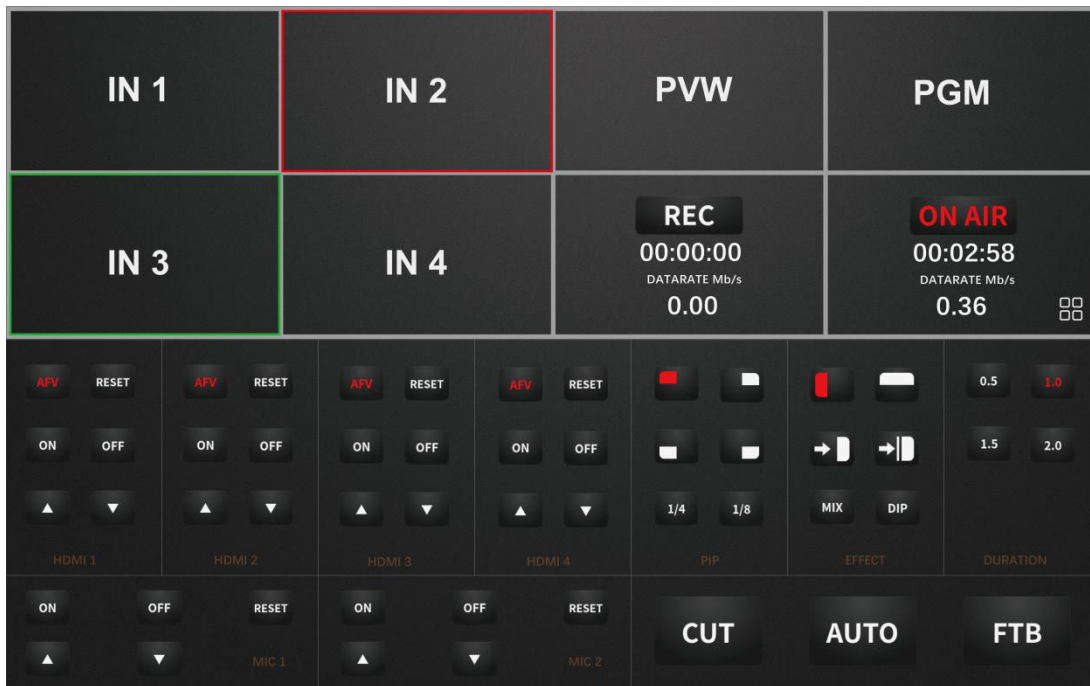 IN 1
IN 2
PVW
PGM
IN 3
IN 4
REC
00:00:00
DATARATE Mb/s
0.00
ON AIR
00:02:58
DATARATE Mb/s
0.36
AFV RESET
ON OFF
HDMI 1
AFV RESET
ON OFF
HDMI 2
AFV RESET
ON OFF
HDMI 3
AFV RESET
ON OFF
HDMI 4
1/4 1/8
PIP
MIX DIP
EFFECT
0.5 1.0
1.5 2.0
DURATION
ON OFF RESET
MIC 1
ON OFF RESET
MIC 2
CUT
AUTO
FTB